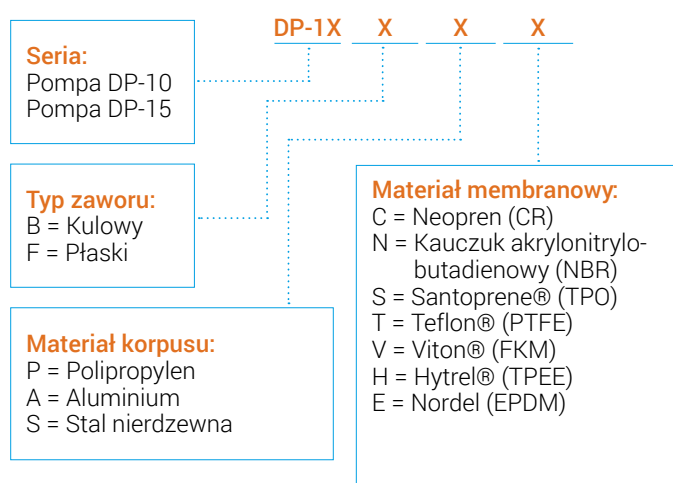 DP-1X X X X
Seria:
Pompa DP-10
Pompa DP-15
Typ zaworu:
B = Kulowy
F = Płaski
Materiał korpusu:
P = Polipropylen
A = Aluminium
S = Stal nierdzewna
Materiał membranowy:
C = Neopren (CR)
N = Kauczuk akrylonitrylo-
butadienowy (NBR)
S = Santoprene® (TPO)
T = Teflon® (PTFE)
V = Viton® (FKM)
H = Hytrel® (TPEE)
E = Nordel (EPDM)